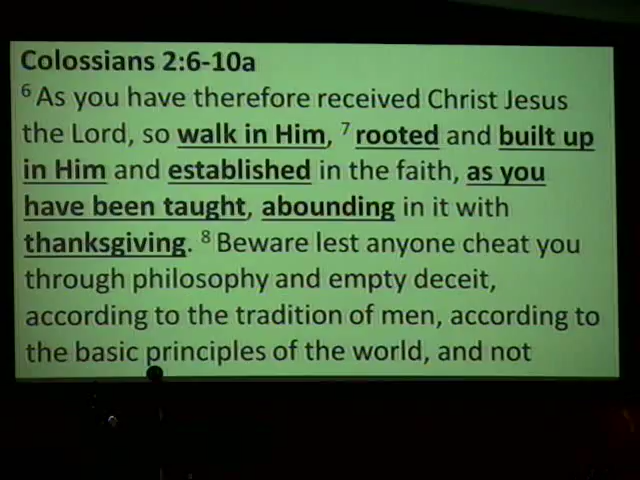 Colossians 2:6-10a
6 As you have therefore received Christ Jesus
the Lord, so walk in Him, 7 rooted and built up
in Him and established in the faith, as you
have been taught, abounding in it with
thanksgiving. 8 Beware lest anyone cheat you
through philosophy and empty deceit,
according to the tradition of men, according to
the basic principles of the world, and not